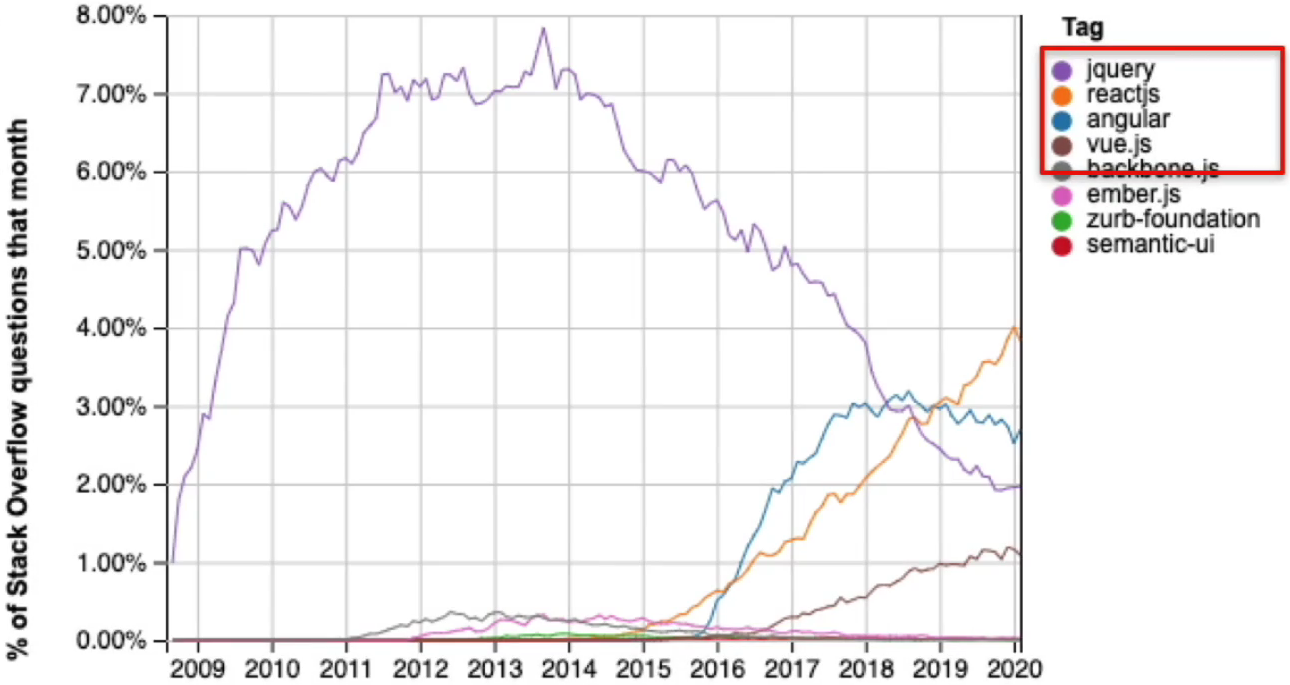 8.00%
7.00%
6.00%
5.00%
4.00%
3.00%
2.00%
1.00%
0.00%
% of Stack Overflow questions that month
2009 2010 2011 2012 2013 2014 2015 2016 2017 2018 2019 2020
Tag
jquery
reactjs
angular
vue.js
backbone.js
ember.js
zurb-foundation
semantic-ui